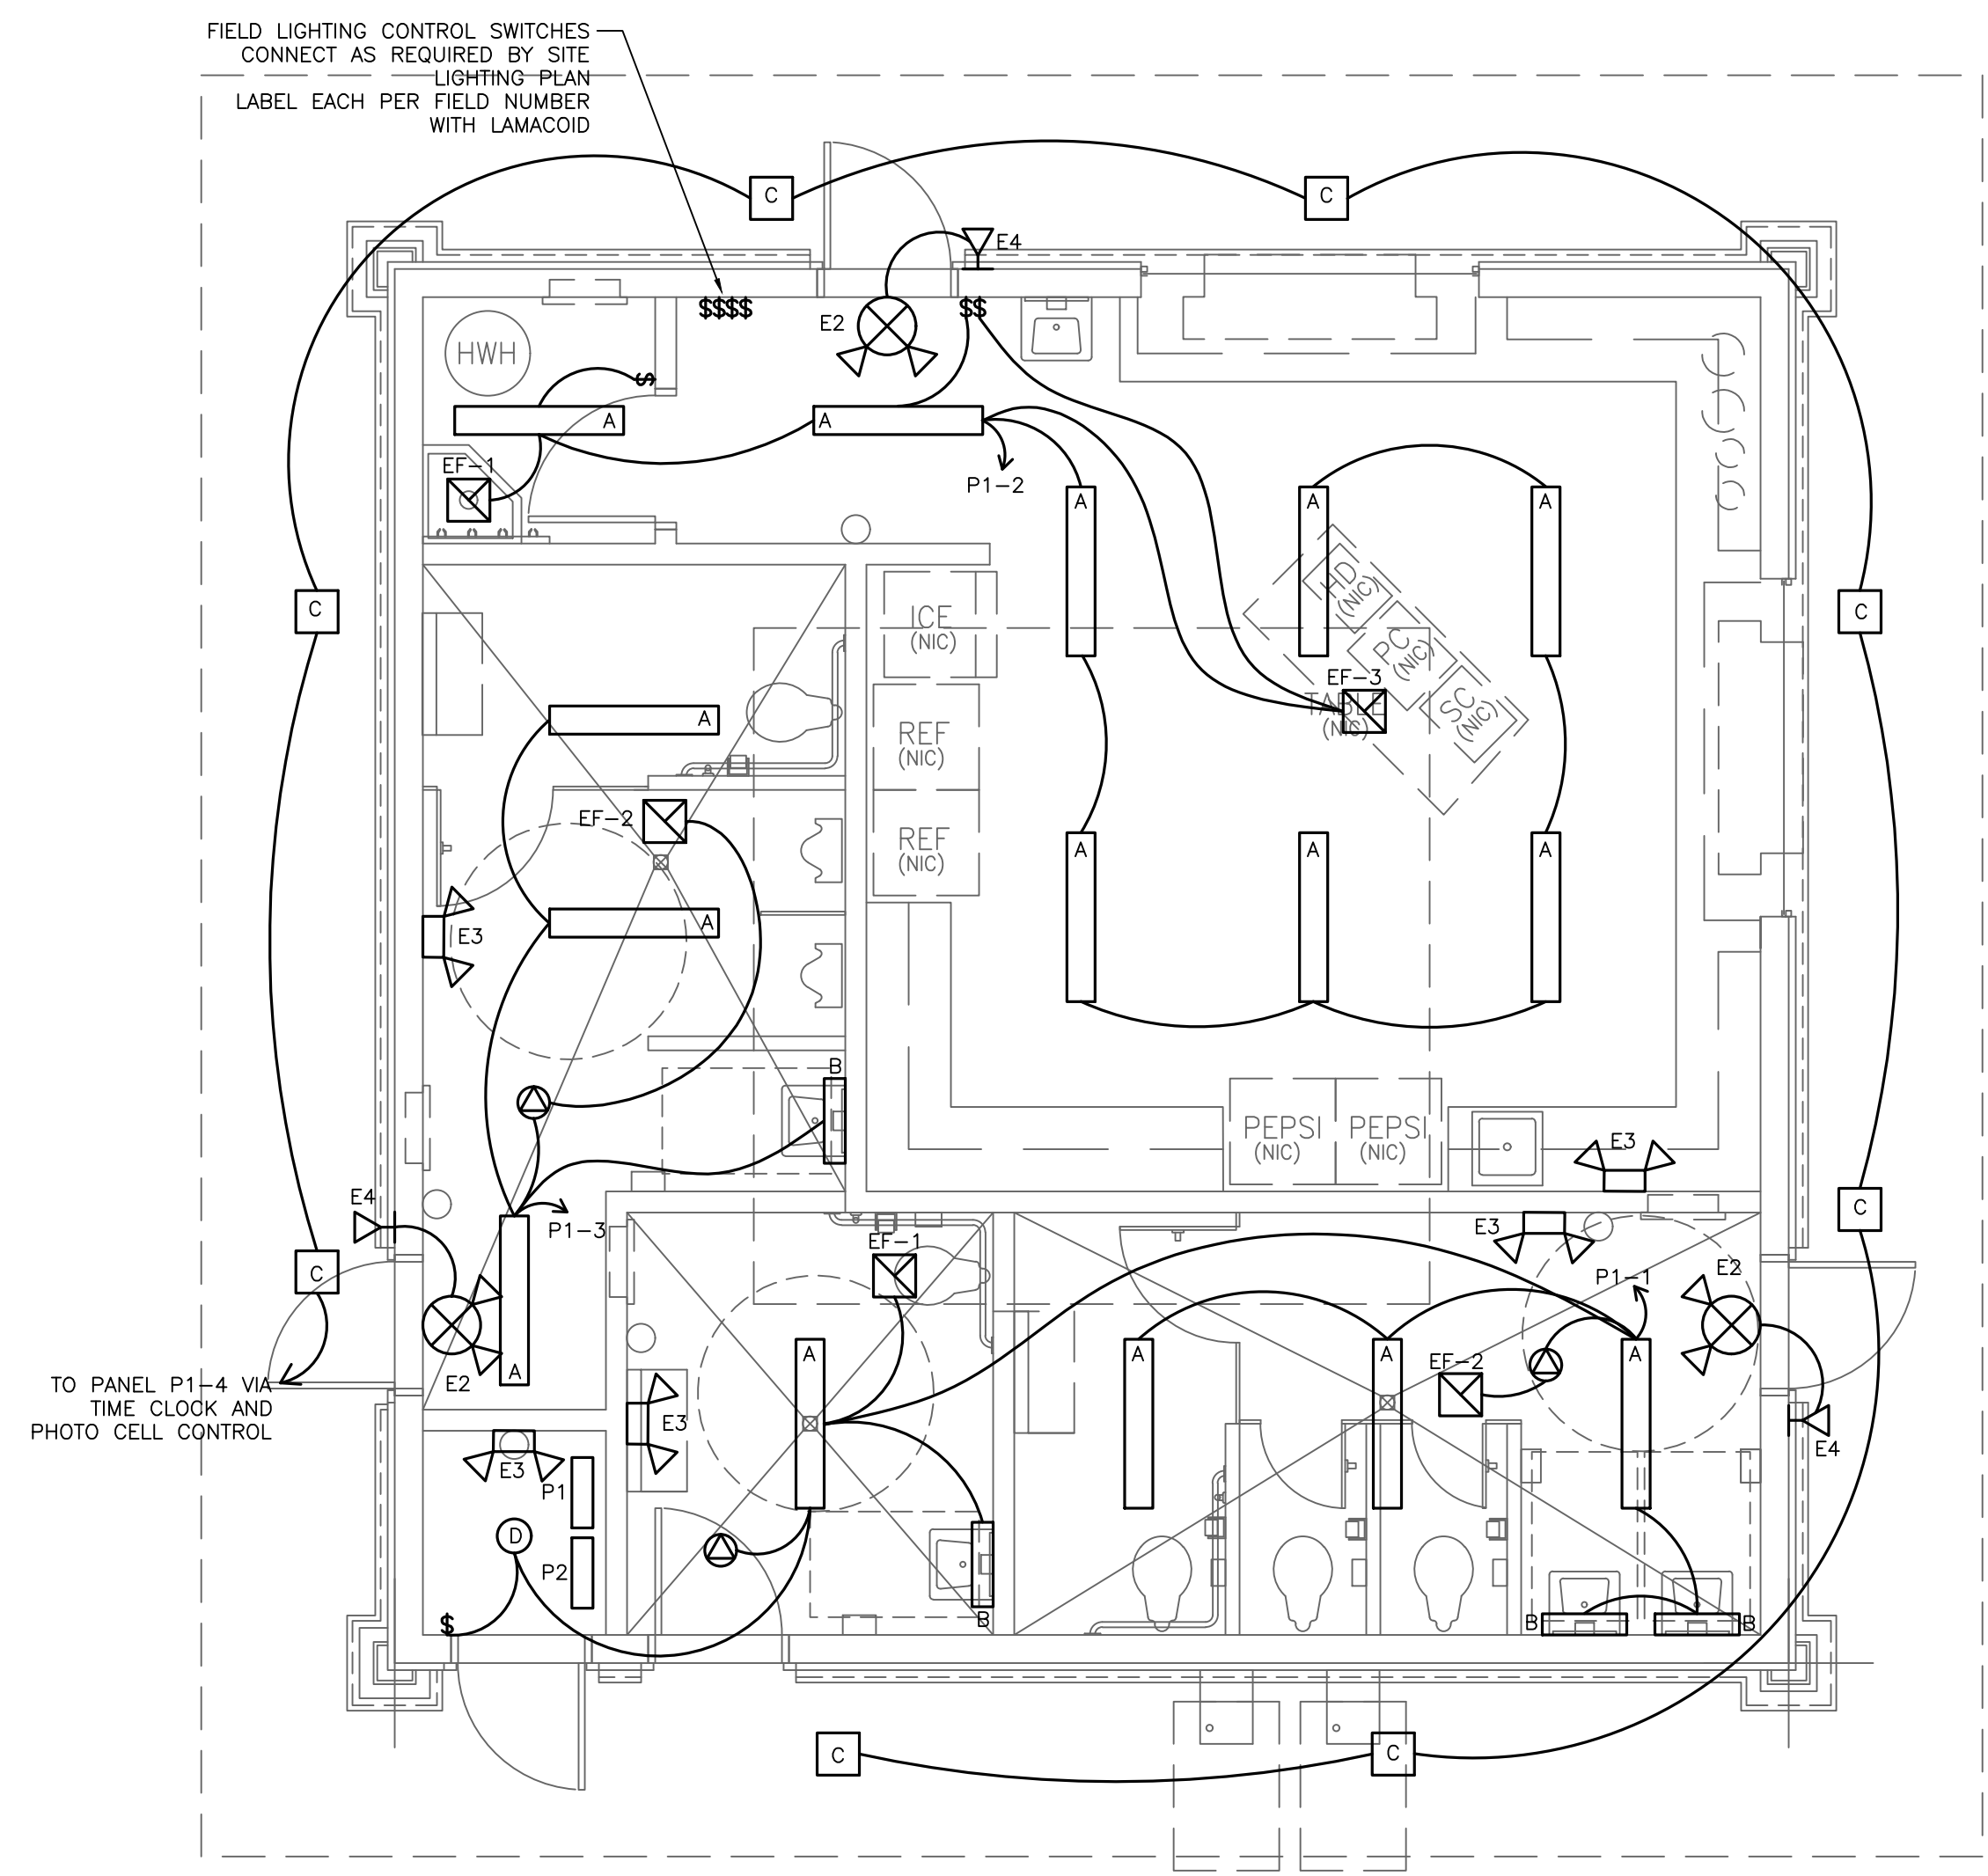 FIELD LIGHTING CONTROL SWITCHES
CONNECT AS REQUIRED BY SITE
LIGHTING PLAN
LABEL EACH PER FIELD NUMBER
WITH LAMACOID
C
C
E4
$$$$
E2
$$
HWH
$
A
A
EF-1
P1-2
A
A
A
C
C
ICE
(NIC)
HD
(NIC)
PC
(NIC)
SC
(NIC)
EF-3
TABLE
(NIC)
A
REF
(NIC)
EF-2
REF
(NIC)
A
A
A
A
E3
B
PEPSI
(NIC)
PEPSI
(NIC)
E3
E4
C
P1-3
E3
EF-1
C
P1-1
E2
A
A
A
A
EF-2
E2
A
TO PANEL P1-4 VIA
TIME CLOCK AND
PHOTO CELL CONTROL
E3
E4
E3
P1
D
P2
$
B
B
B
C
C